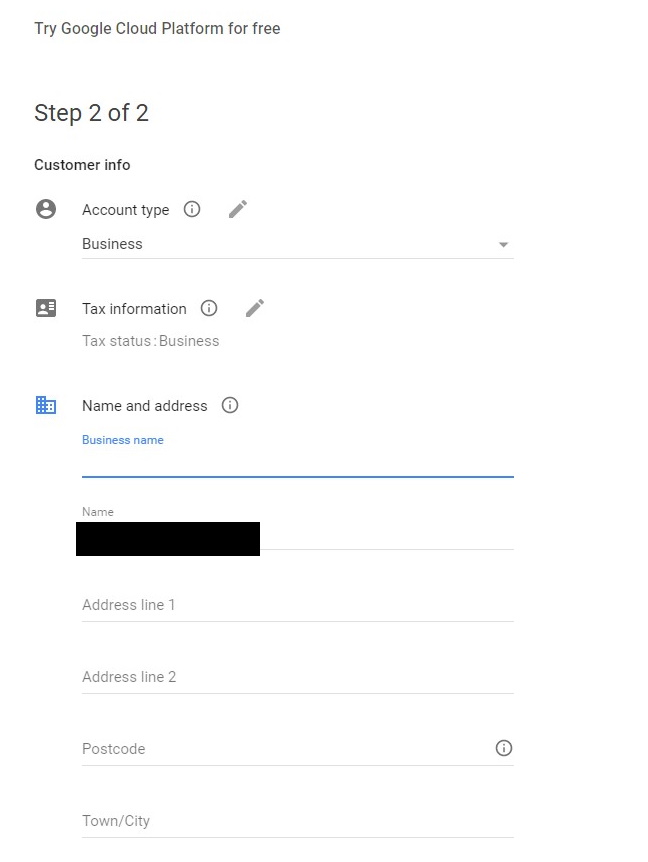 Try Google Cloud Platform for free
Step 2 of 2
Customer info
Account type
Business
Tax information
Tax status:Business
Name and address
Business name
Name
Address line 1
Address line 2
Postcode
Town/City